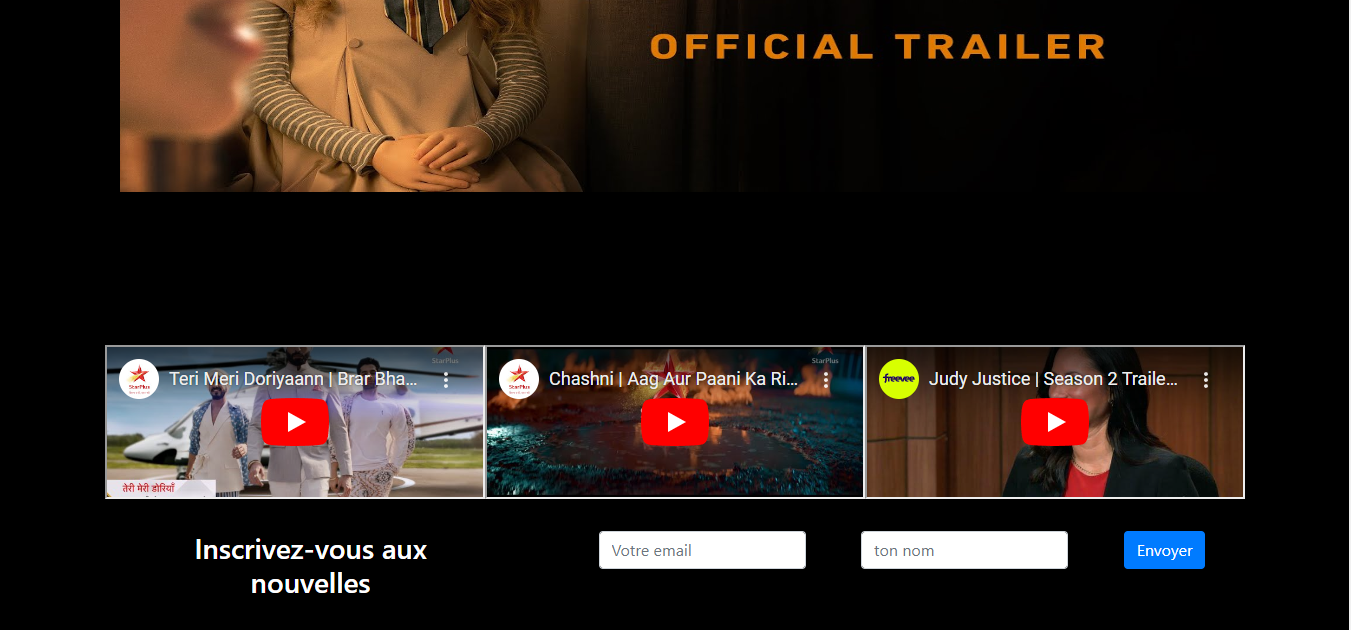 OFFICIAL TRAILER
StarPlus
StarPlus
Teri Meri Doriyaann | Brar Bha...
Chashni | Aag Aur Paani Ka Ri...
freevee
Judy Justice | Season 2 Traile...
StarPlus
StarPlus
तेरी मेरी डोरियाँ
Inscrivez-vous aux
nouvelles
Votre email
ton nom
Envoyer